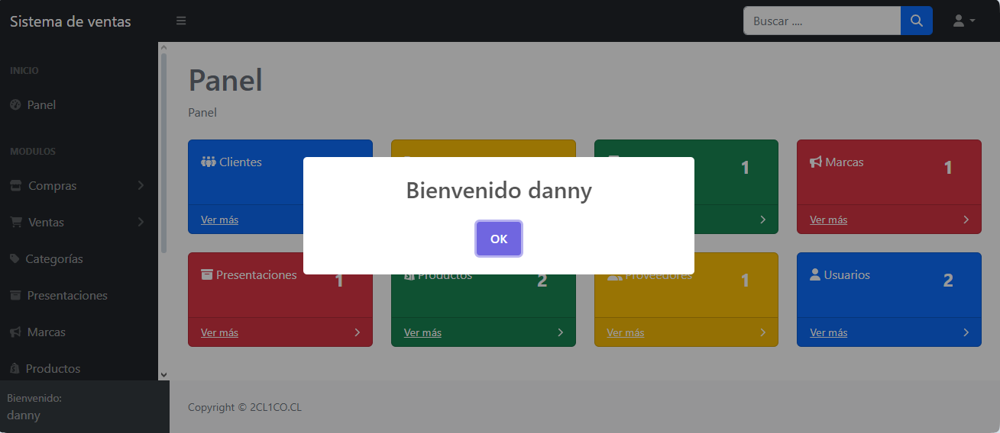 Sistema de ventas
Buscar ....
INICIO
Panel
MODULOS
Compras
Ventas
Categorías
Presentaciones
Marcas
Productos
Bienvenido:
danny
Panel
Panel
Clientes
Ver más
1
Marcas
1
Ver más
Bienvenido danny
OK
Presentaciones
1
Ver más
Productos
2
Ver más
Proveedores
1
Ver más
Usuarios
2
Ver más
Copyright © 2CL1CO.CL